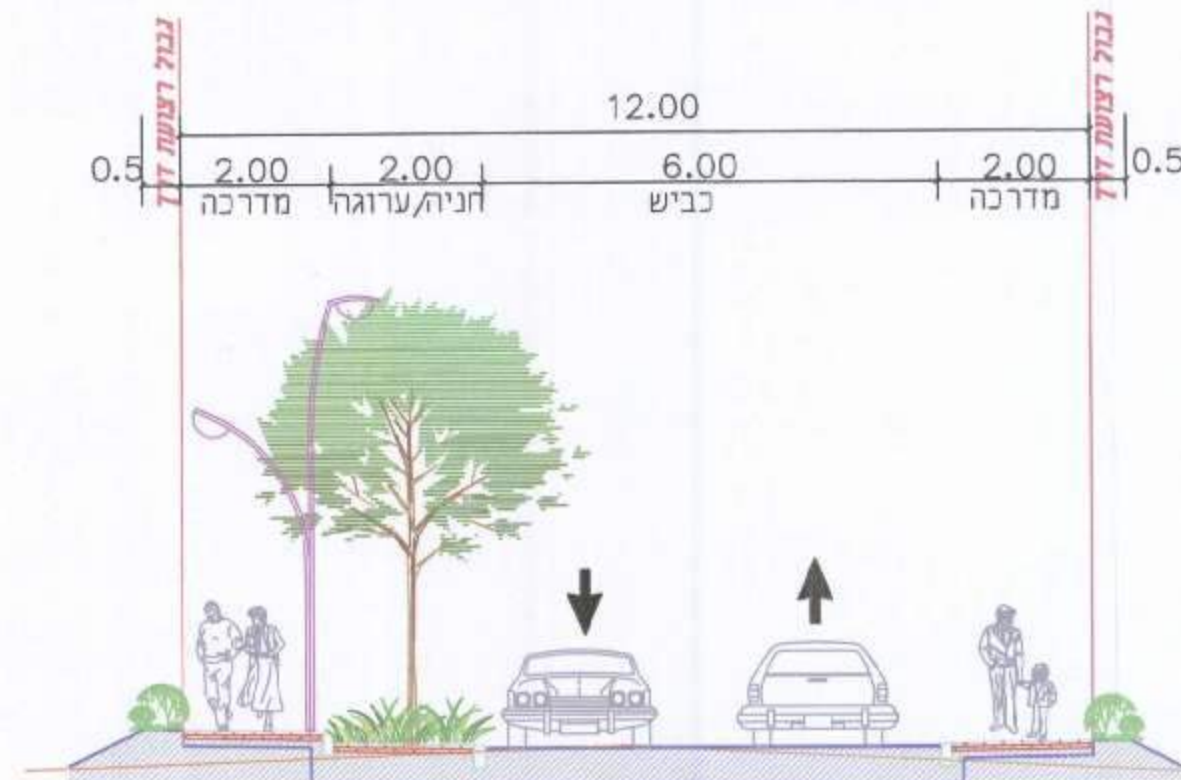 גבול רצועת דרך
גבול רצועת דרך
12.00
0.5 2.00 2.00 6.00 2.00 0.5
מדרכה חניה/ערוגה כביש מדרכה